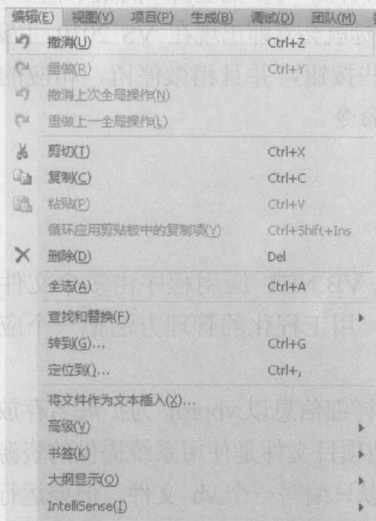 编辑(E) 视图(V) 项目(P) 生成(B) 调试(D) 团队(M)
撤消(U) Ctrl+Z
重做(R) Ctrl+Y
撤消上次全局操作(N)
重做上一全局操作(L)
剪切(T) Ctrl+X
复制(C) Ctrl+C
粘贴(P) Ctrl+V
循环应用剪贴板中的复制项(Y) Ctrl+Shift+Ins
删除(D) Del
全选(A) Ctrl+A
查找和替换(F)
转到(G)... Ctrl+G
定位到()... Ctrl+,
将文件作为文本插入(X)...
高级(V)
书签(K)
大纲显示(O)
IntelliSense(I)